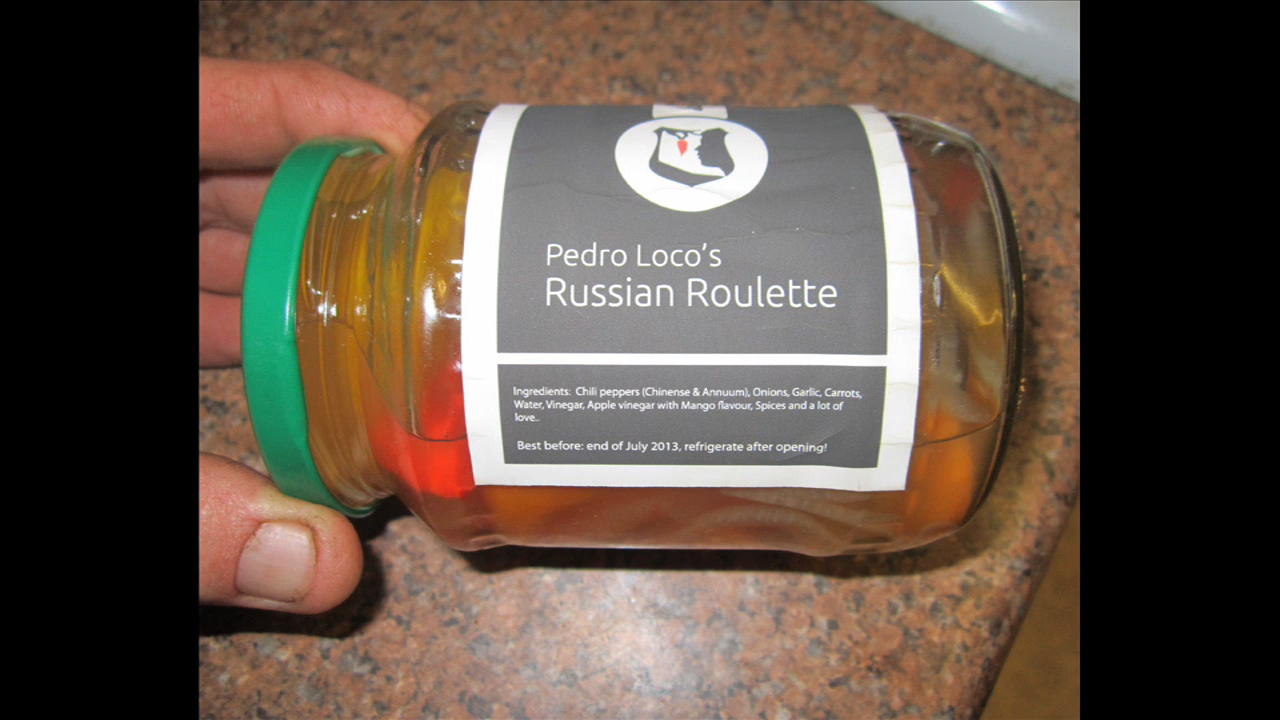 Pedro Loco's
Russian Roulette
Ingredients: Chili peppers (Chinense & Annuum), Onions, Garlic, Carrots,
Water, Vinegar, Apple vinegar with Mango flavour, Spices and a lot of
love..
Best before: end of July 2013, refrigerate after opening!